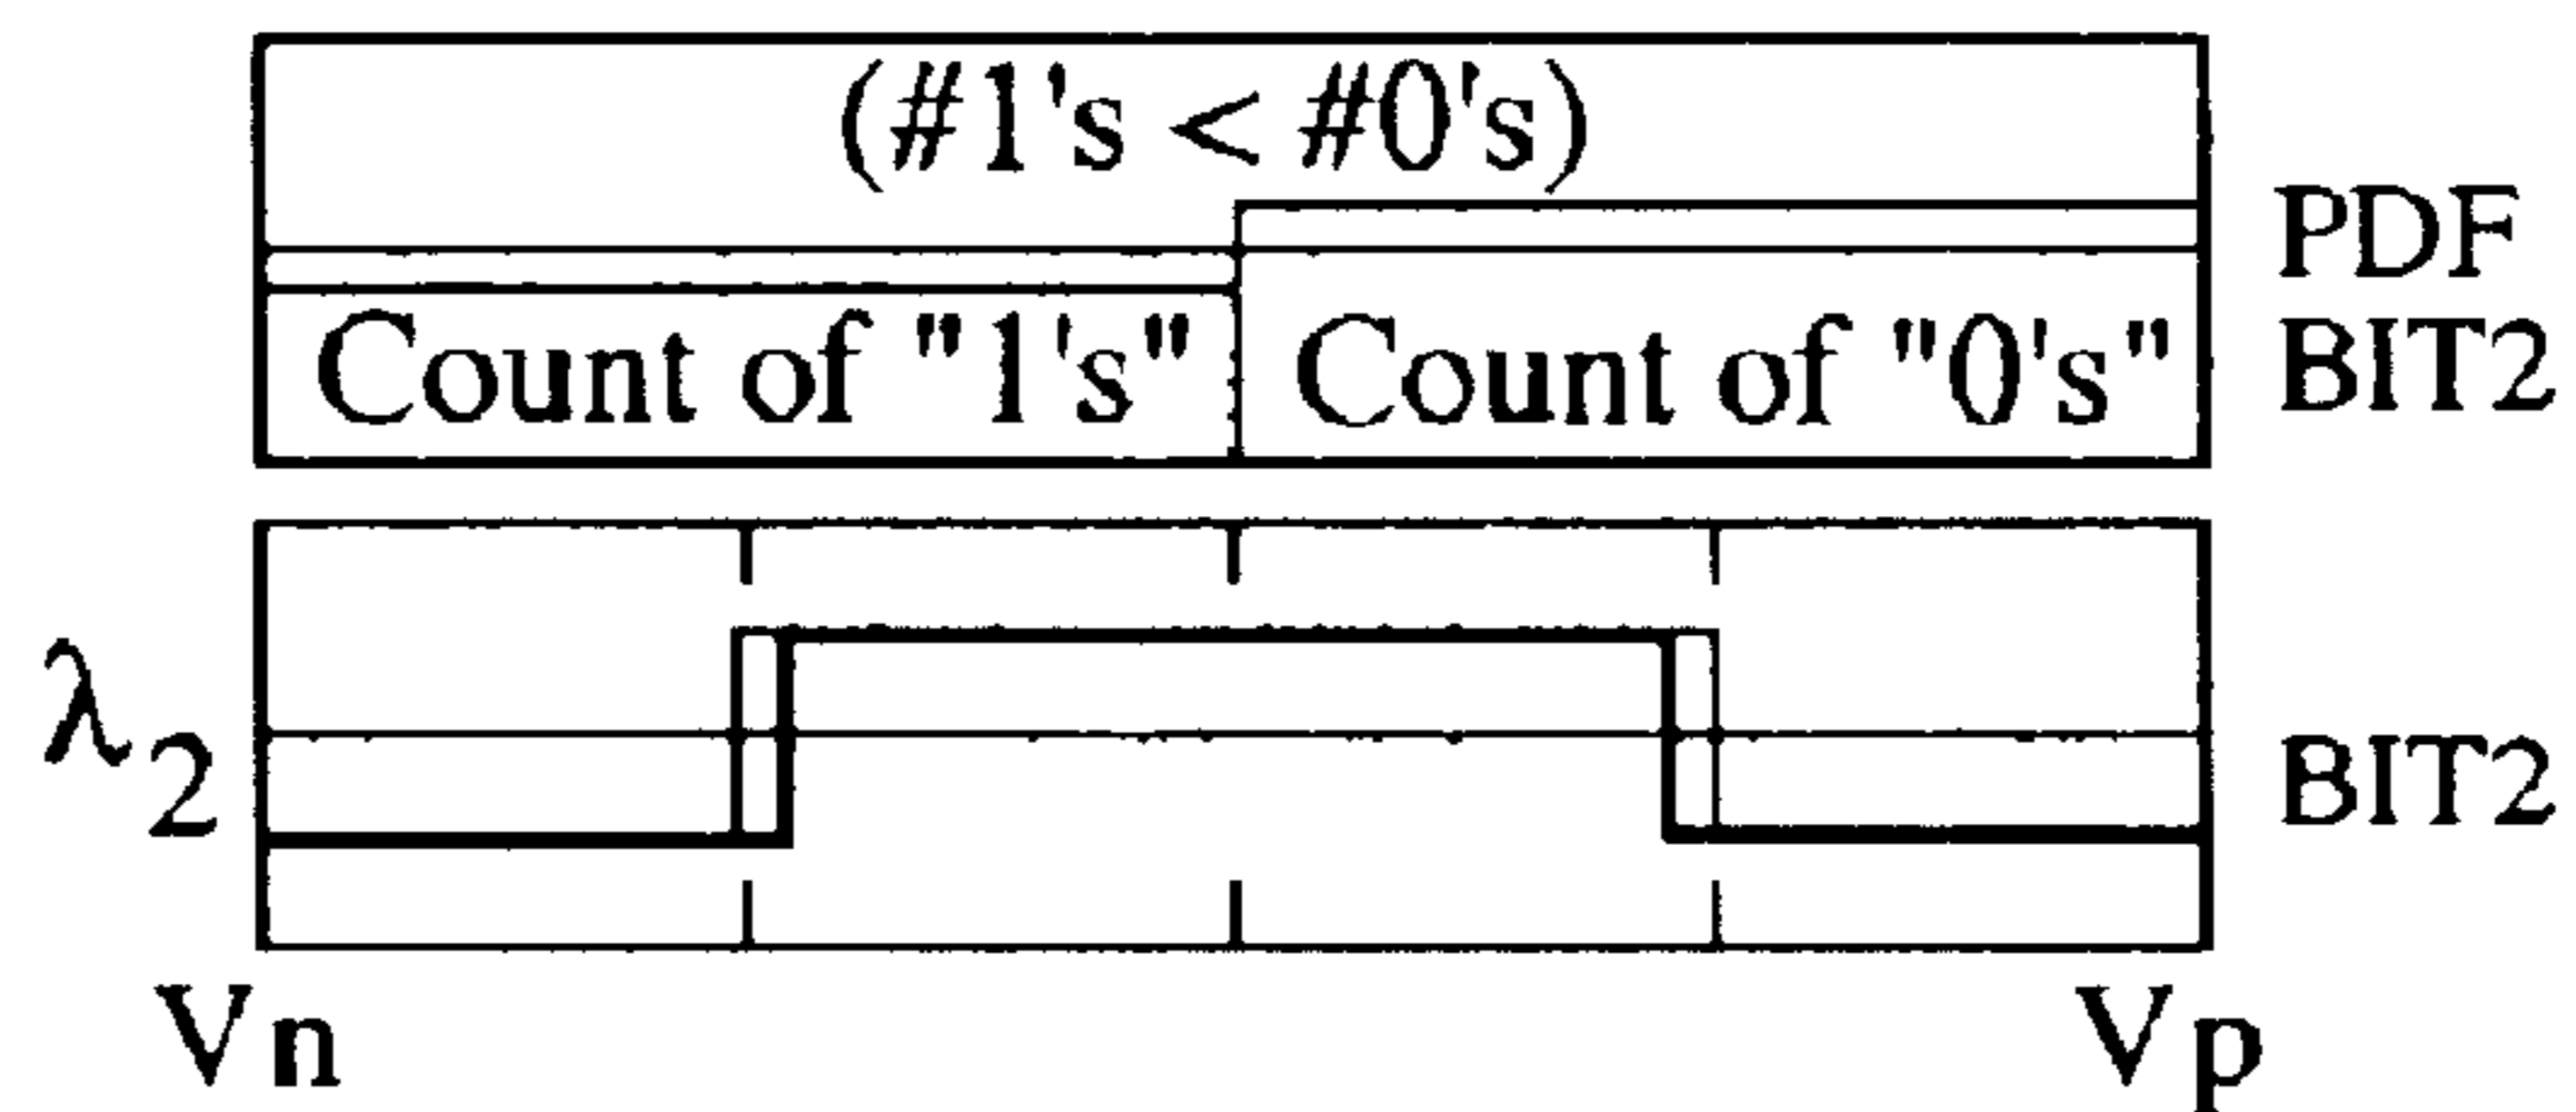 (#1's < #0's)
PDF
Count of "1's" Count of "0's" BIT2
λ2 BIT2
Vn Vp